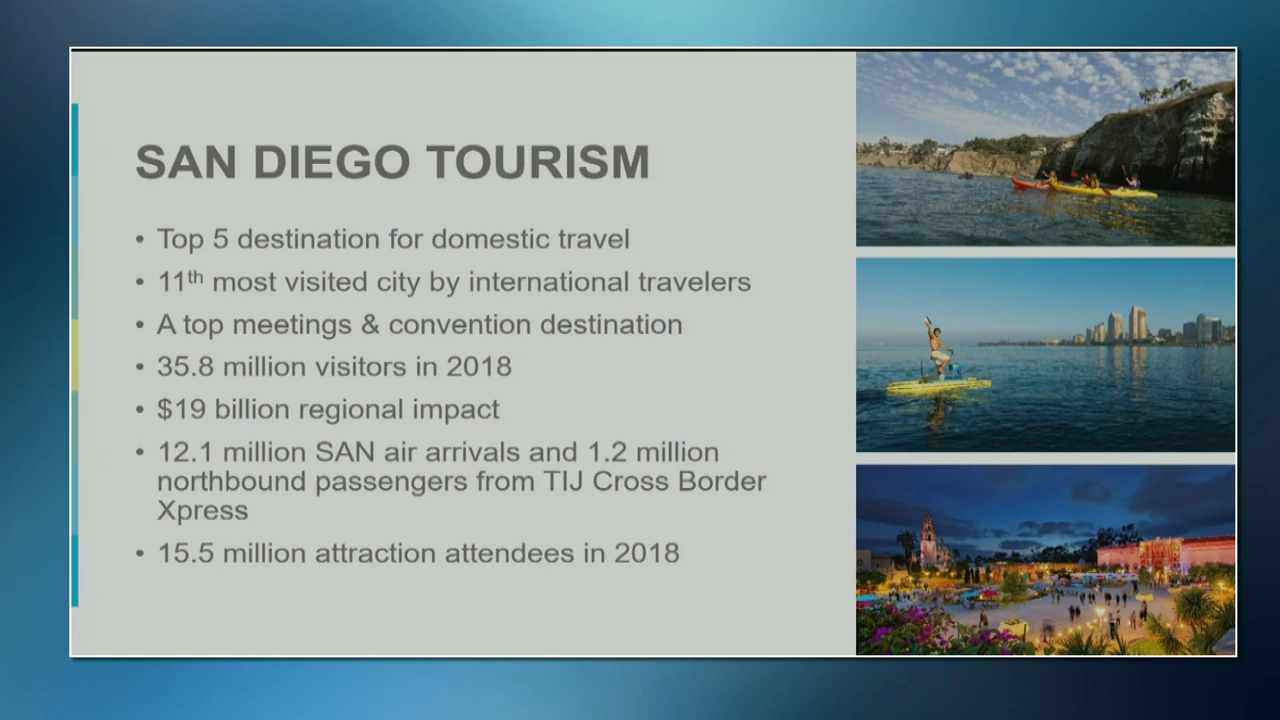 SAN DIEGO TOURISM
• Top 5 destination for domestic travel
• 11th most visited city by international travelers
• A top meetings & convention destination
• 35.8 million visitors in 2018
• $19 billion regional impact
• 12.1 million SAN air arrivals and 1.2 million
northbound passengers from TIJ Cross Border
Xpress
• 15.5 million attraction attendees in 2018